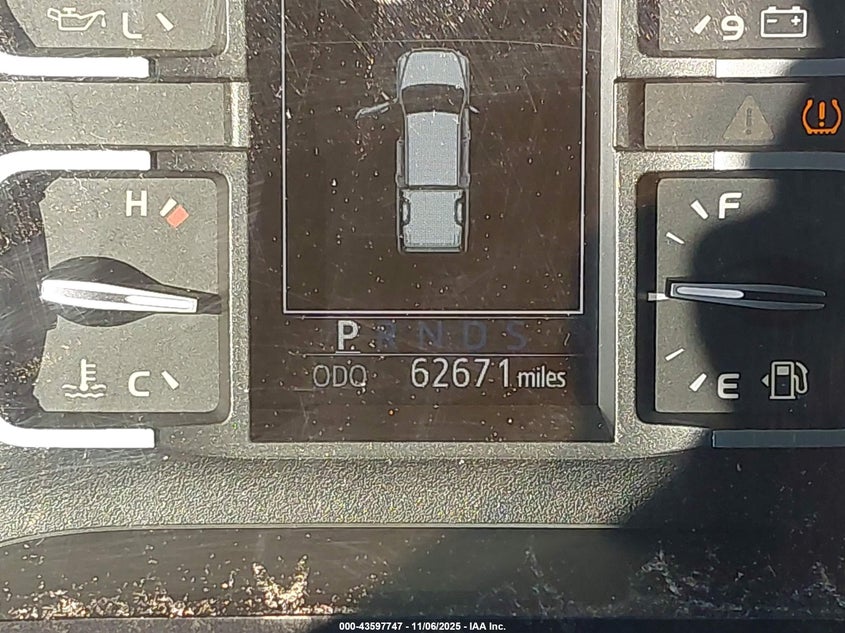 L 9
H F
P R N D S
ODO 62671 miles
C E
000-43597747 - 11/06/2025 - IAA Inc.